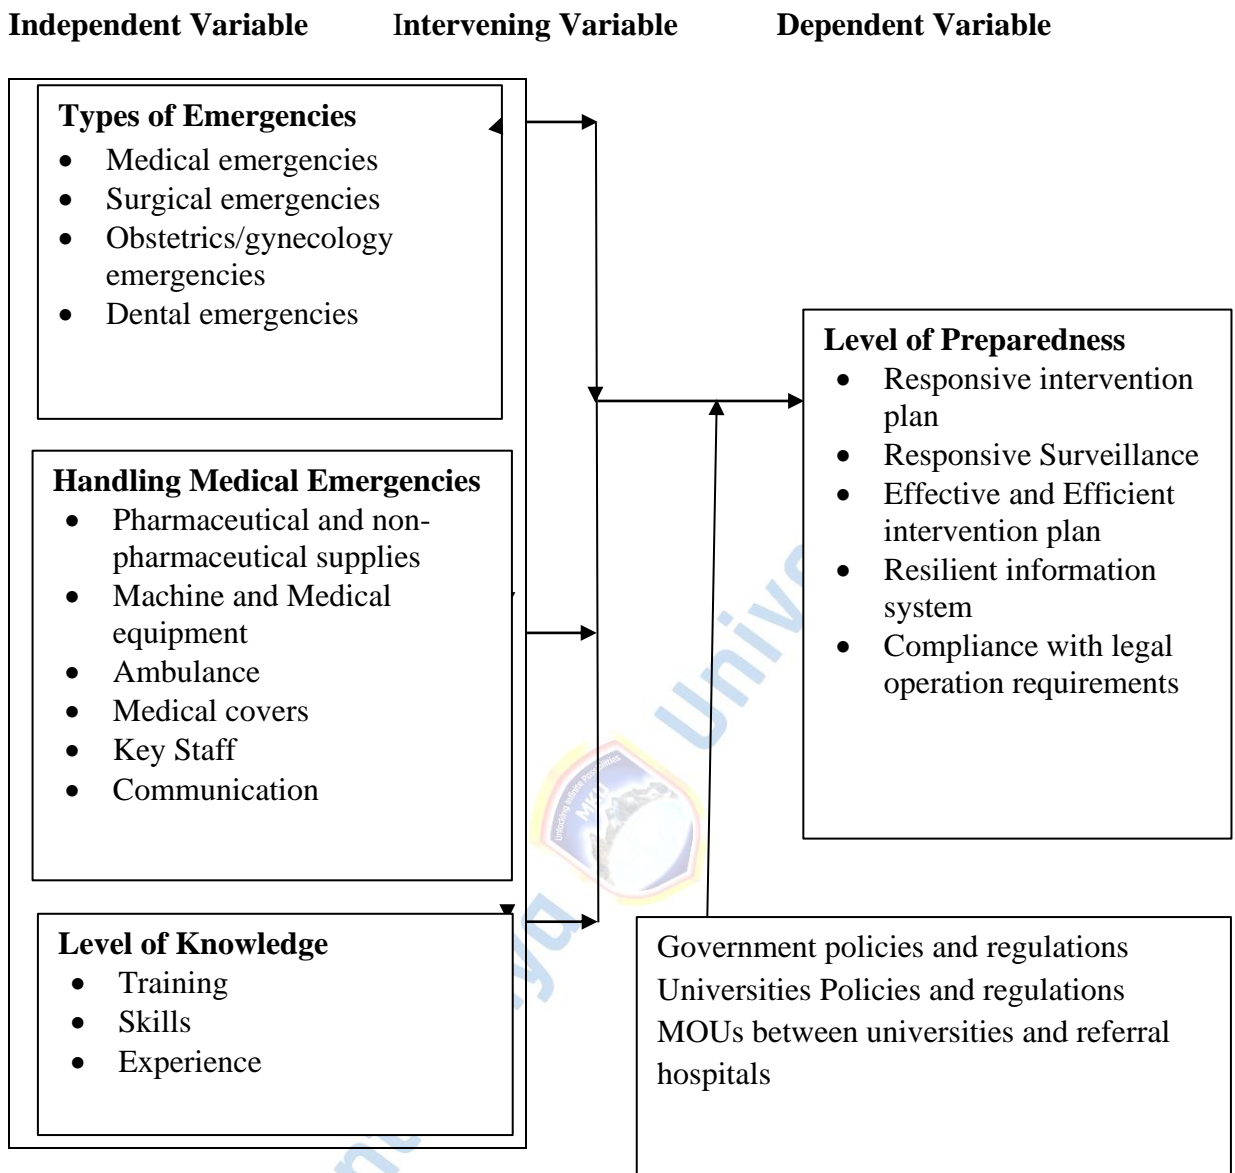 Independent Variable Intervening Variable Dependent Variable
Types of Emergencies
• Medical emergencies
• Surgical emergencies
• Obstetrics/gynecology
emergencies
• Dental emergencies
Handling Medical Emergencies
• Pharmaceutical and non-
pharmaceutical supplies
• Machine and Medical
equipment
• Ambulance
• Medical covers
• Key Staff
• Communication
Level of Knowledge
• Training
• Skills
• Experience
Level of Preparedness
• Responsive intervention
plan
• Responsive Surveillance
• Effective and Efficient
intervention plan
• Resilient information
system
• Compliance with legal
operation requirements
Government policies and regulations
Universities Policies and regulations
MOUs between universities and referral
hospitals
MKU
Unlocking Infinite Possibilities